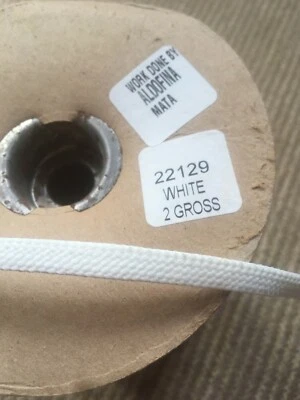 WORK DONE BY
ALDOFINA
MATA
22129
WHITE
2 GROSS